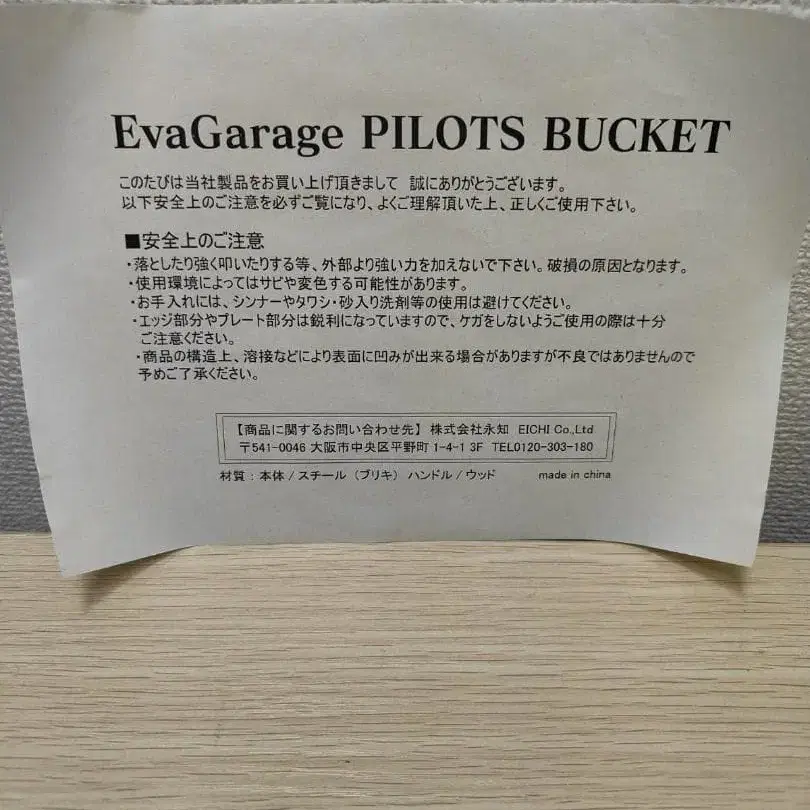 EvaGarage PILOTS BUCKET
このたびは当社製品をお買い上げ頂きまして　誠にありがとうございます。
以下安全上のご注意を必ずご覧になり、よくご理解頂いた上、正しくご使用下さい。
■安全上のご注意
・落としたり強く叩いたりする等、外部より強い力を加えないで下さい。破損の原因となります。
・使用環境によってはサビや変色する可能性があります。
・お手入れには、シンナーやタワシ・砂入り洗剤等の使用は避けてください。
・エッジ部分やプレート部分は鋭利になっていますので、ケガをしないようご使用の際は十分
ご注意ください。
・商品の構造上、溶接などにより表面に凹みが出来る場合がありますが不良ではありませんので
予めご了承ください。
【商品に関するお問い合わせ先】 株式会社永知　EICHI Co.,Ltd
〒541-0046 大阪市中央区平野町 1-4-1 3F　TEL0120-303-180
材質：本体 / スチール（ブリキ）ハンドル / ウッド　made in china